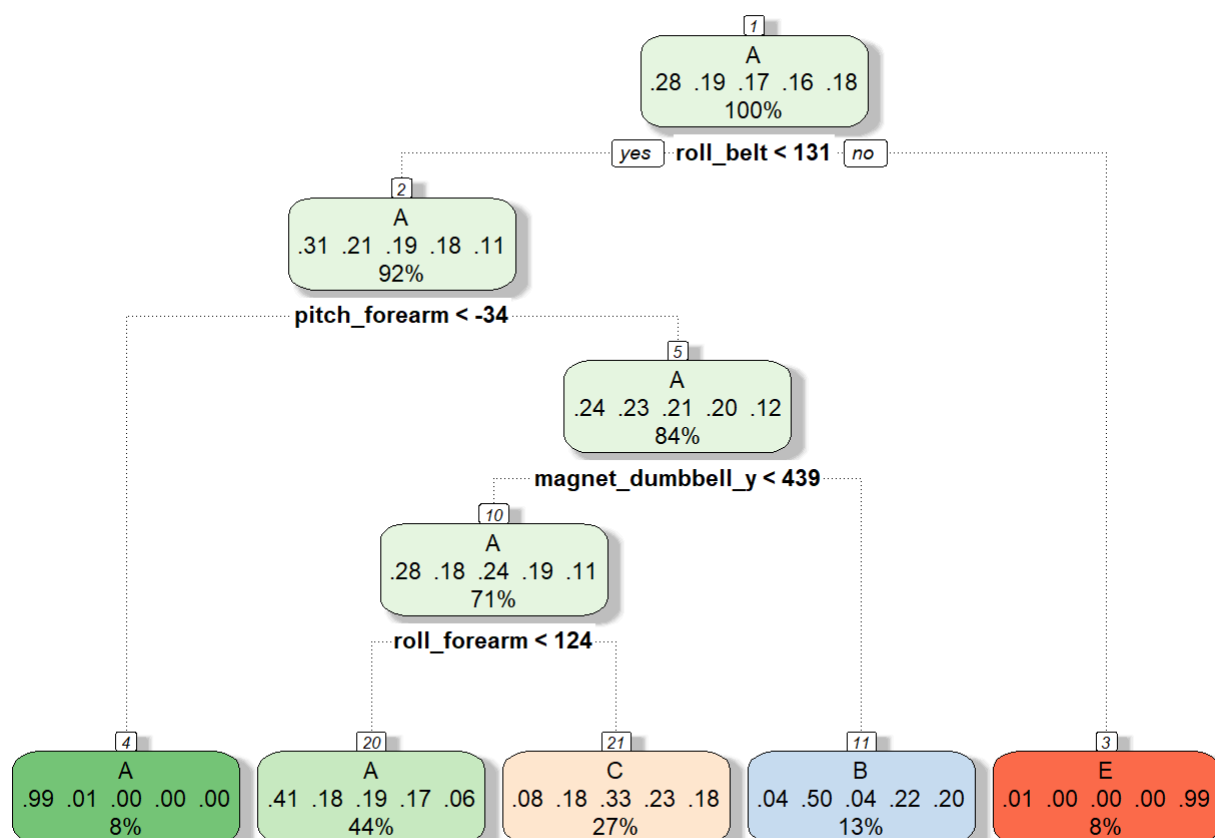 1
A
.28 .19 .17 .16 .18
100%
yes roll_belt < 131 no
2
A
.31 .21 .19 .18 .11
92%
pitch_forearm < -34
5
A
.24 .23 .21 .20 .12
84%
magnet_dumbbell_y < 439
10
A
.28 .18 .24 .19 .11
71%
roll_forearm < 124
4
A
.99 .01 .00 .00 .00
8%
20
A
.41 .18 .19 .17 .06
44%
21
C
.08 .18 .33 .23 .18
27%
11
B
.04 .50 .04 .22 .20
13%
3
E
.01 .00 .00 .00 .99
8%